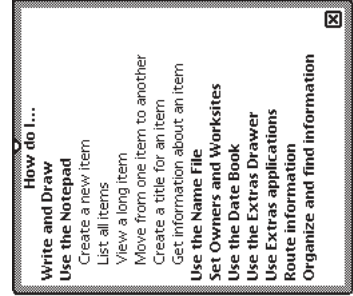 How do I...
Write and Draw
Use the Notepad
Create a new item
List all items
View a long item
Move from one item to another
Create a title for an item
Get information about an item
Use the Name File
Set Owners and Worksites
Use the Date Book
Use the Extras Drawer
Use Extras applications
Route information
Organize and find information